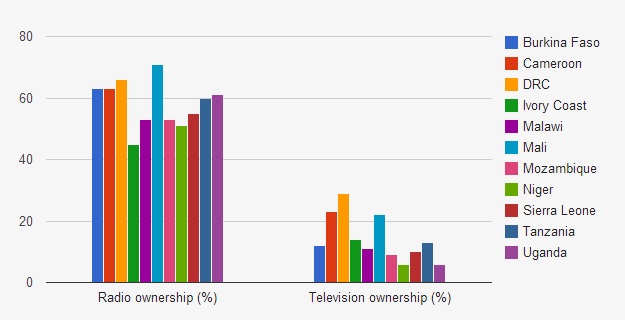 80
60
40
20
0
Radio ownership (%)
Television ownership (%)
Burkina Faso
Cameroon
DRC
Ivory Coast
Malawi
Mali
Mozambique
Niger
Sierra Leone
Tanzania
Uganda